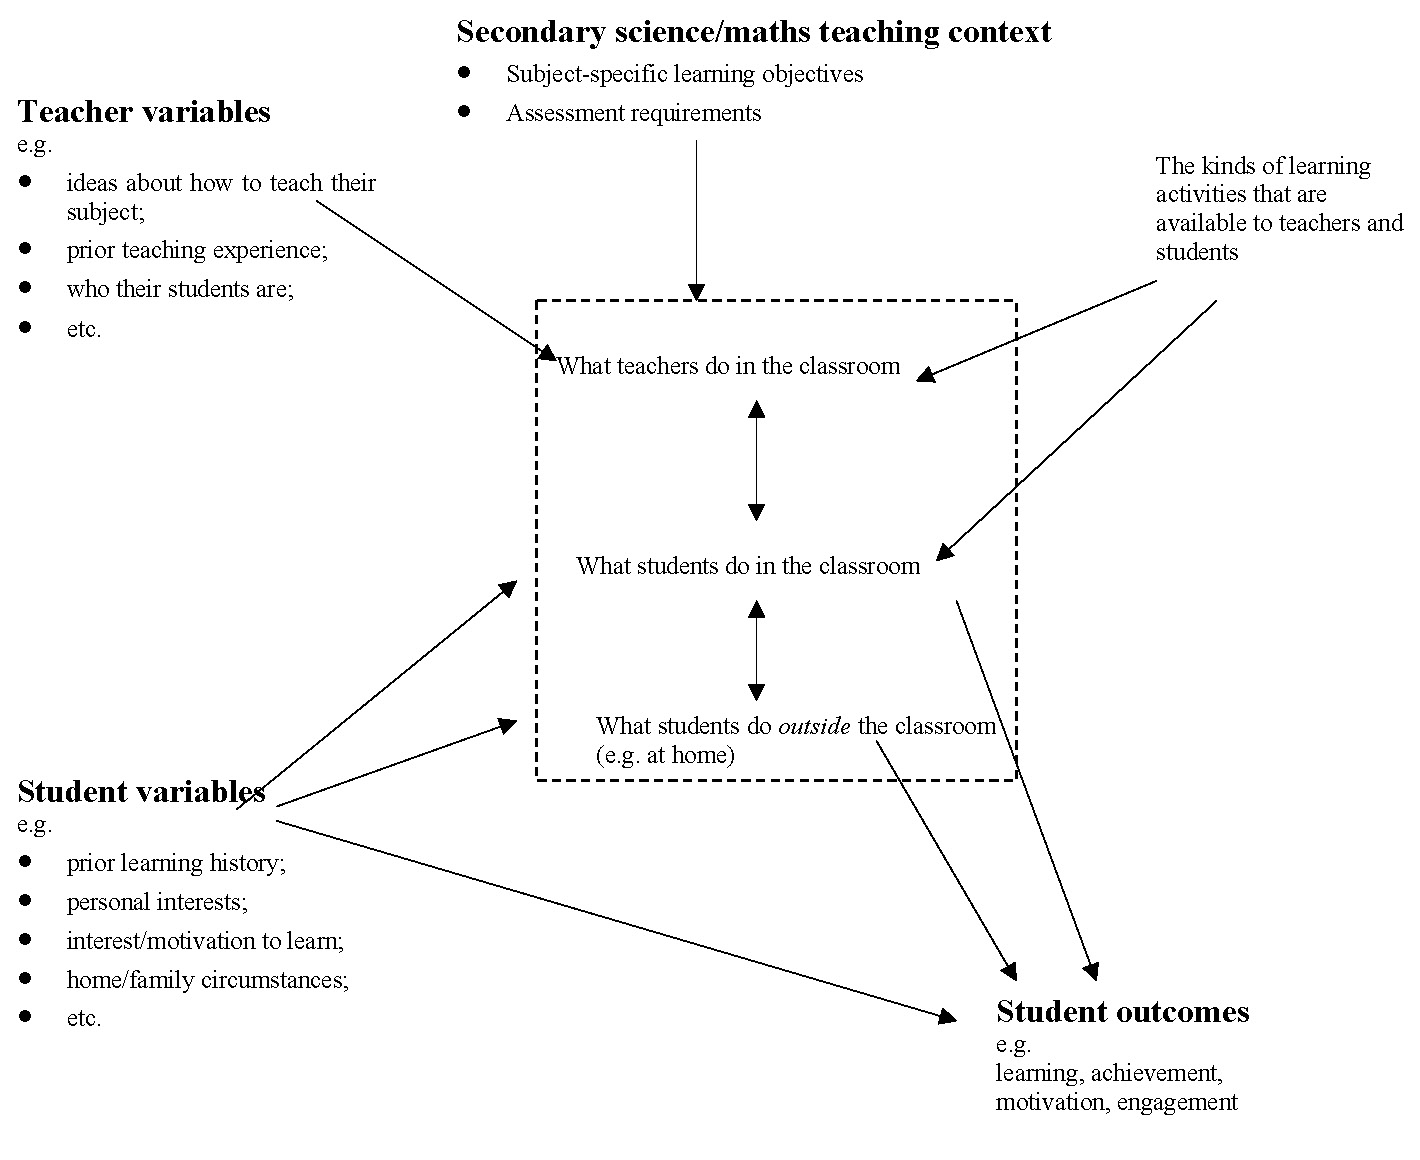 Secondary science/maths teaching context
● Subject-specific learning objectives
● Assessment requirements
Teacher variables
e.g.
● ideas about how to teach their
subject;
● prior teaching experience;
● who their students are;
● etc.
The kinds of learning
activities that are
available to teachers and
students
What teachers do in the classroom
What students do in the classroom
What students do outside the classroom
(e.g. at home)
Student variables
e.g.
● prior learning history;
● personal interests;
● interest/motivation to learn;
● home/family circumstances;
● etc.
Student outcomes
e.g.
learning, achievement,
motivation, engagement